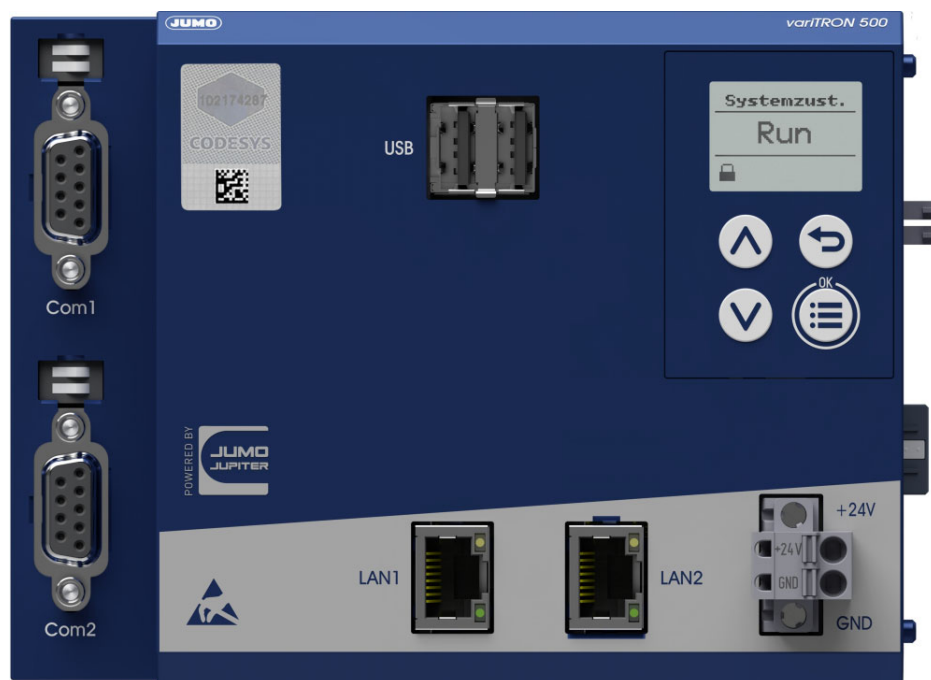 JUMO
variTRON 500
102174287
CODESYS
USB
Systemzust.
Run
OK
Com1
Com2
POWERED BY
JUMO
JUPITER
LAN1
LAN2
+24V
+24V
GND
GND